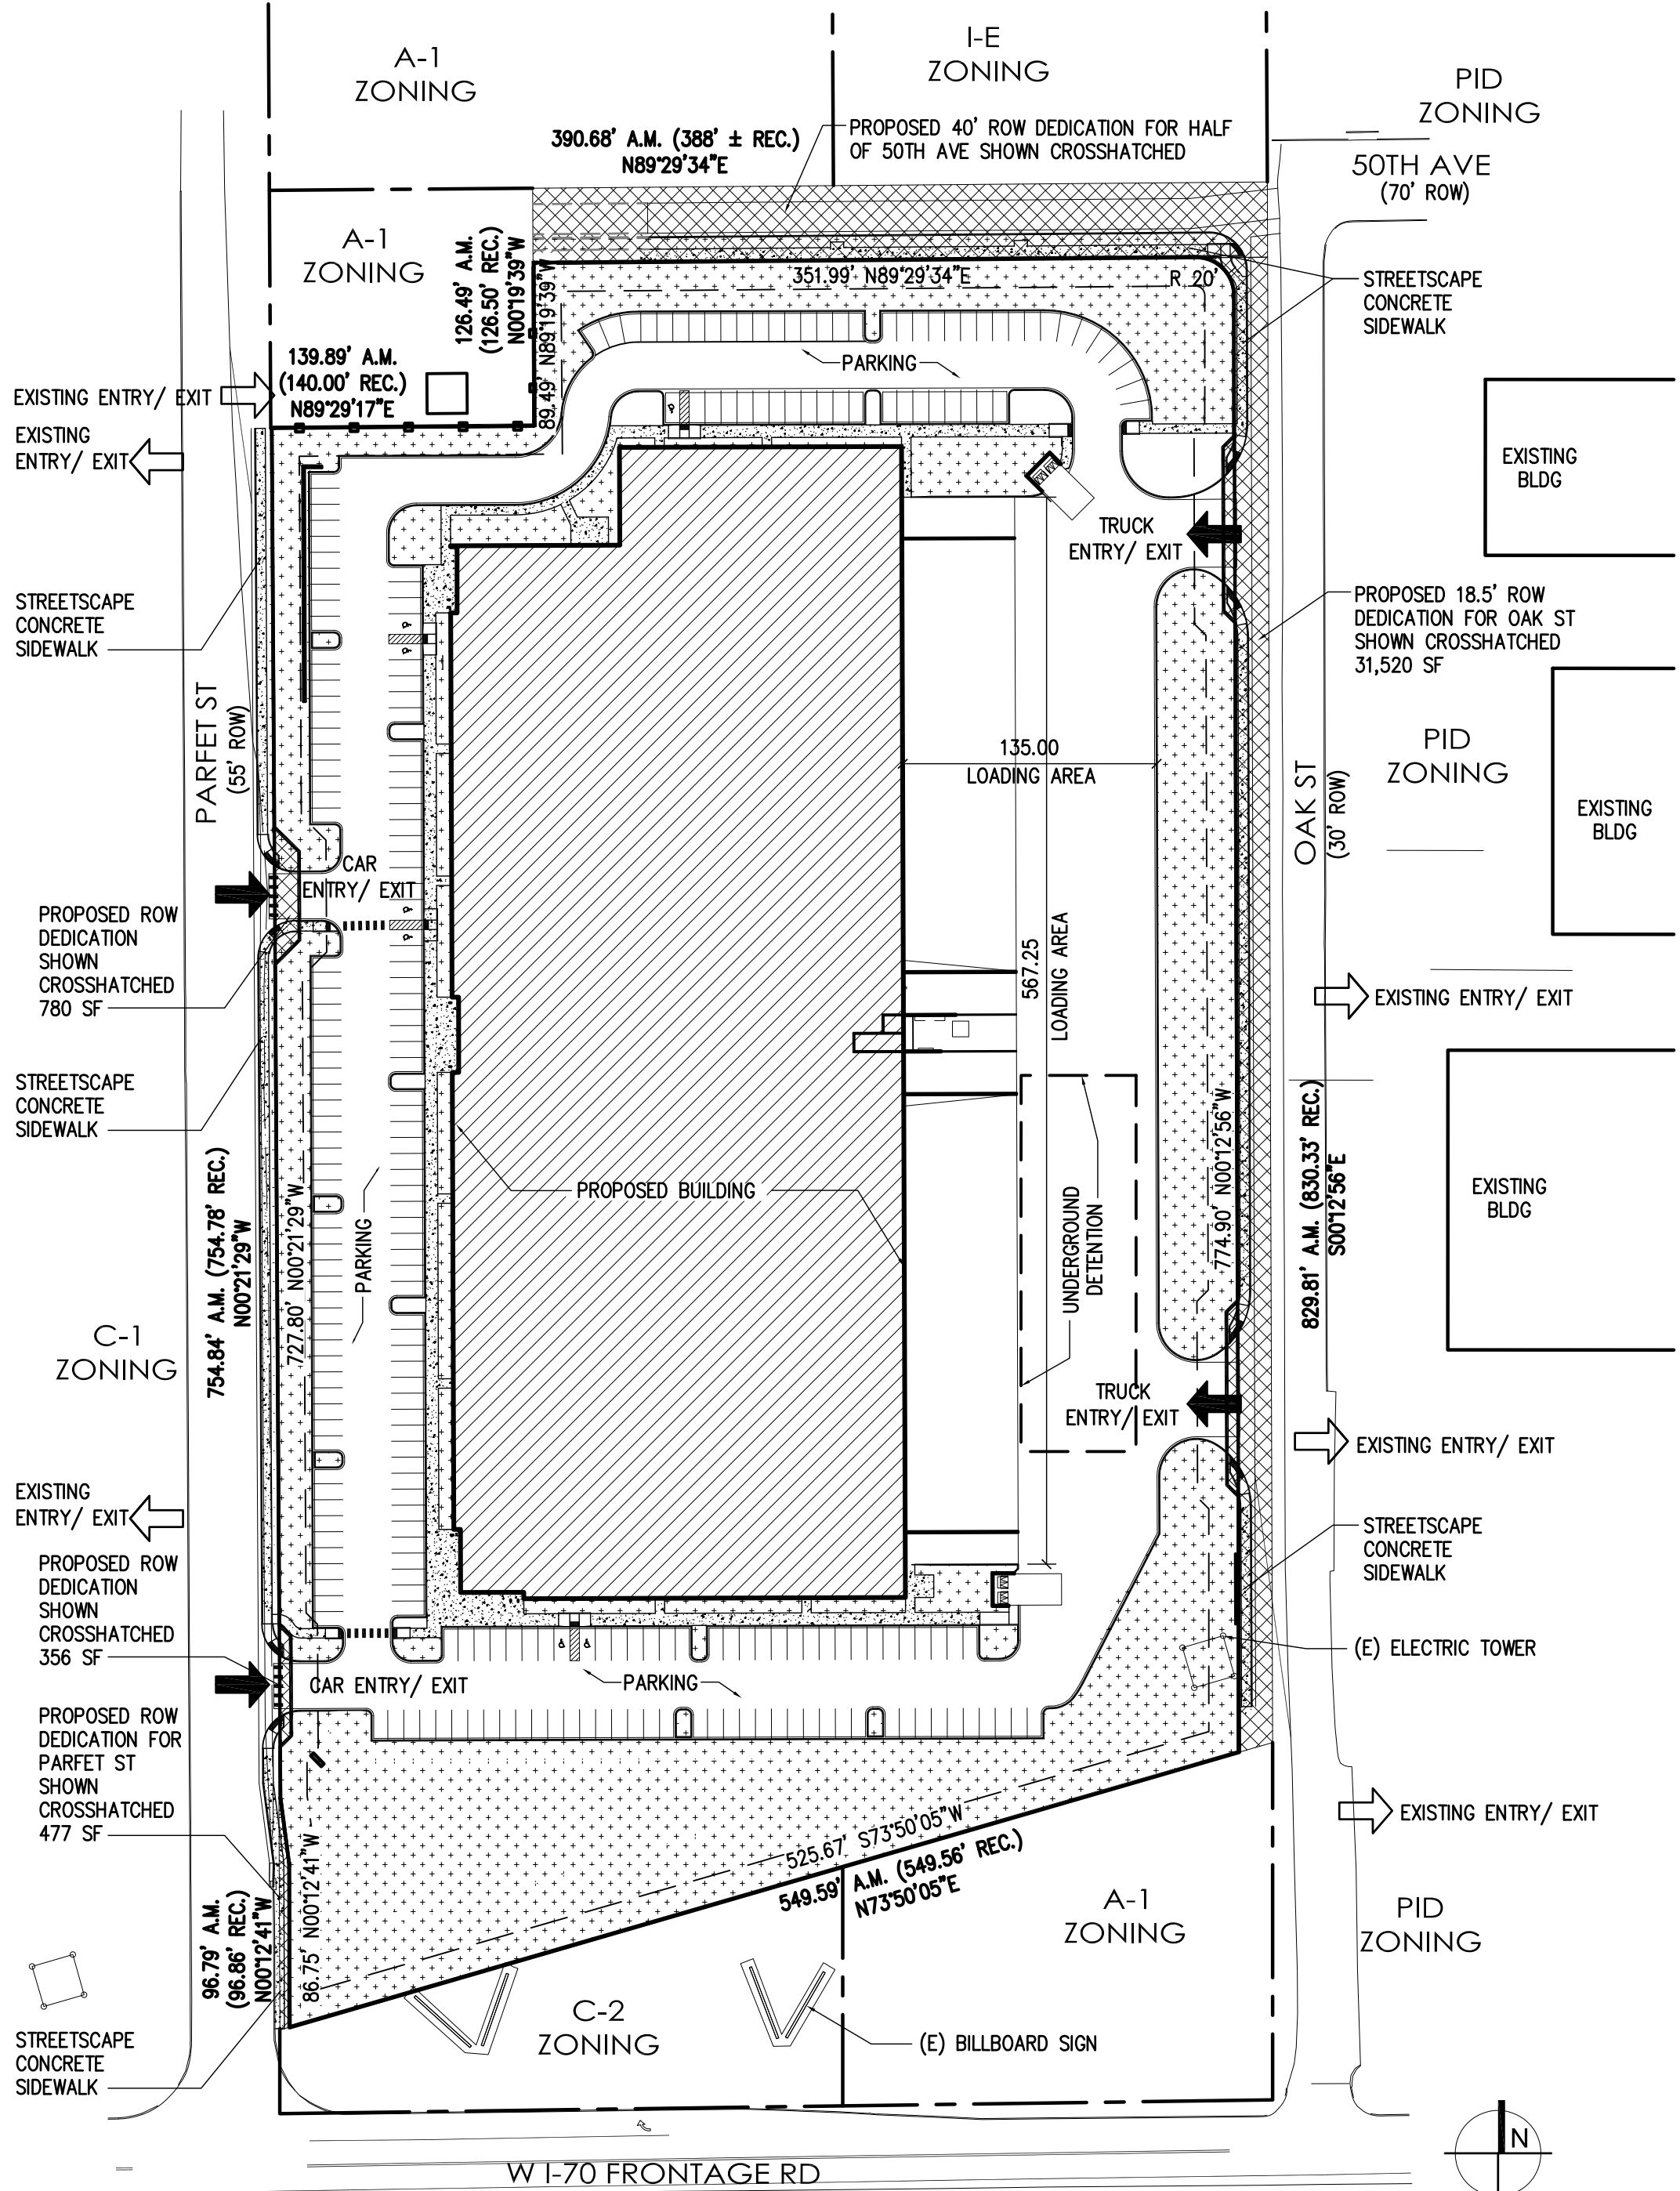 A-1
ZONING
I-E
ZONING
PID
ZONING
390.68' A.M. (388' ± REC.)
N89°29'34"E
PROPOSED 40' ROW DEDICATION FOR HALF
OF 50TH AVE SHOWN CROSSHATCHED
50TH AVE
(70' ROW)
A-1
ZONING
126.49' A.M.
(126.50' REC.)
N00°19'39"W
89.49' N89°19'39"W
351.99' N89°29'34"E
R 20'
STREETSCAPE
CONCRETE
SIDEWALK
139.89' A.M.
(140.00' REC.)
N89°29'17"E
PARKING
EXISTING ENTRY/ EXIT
EXISTING
ENTRY/ EXIT
EXISTING
BLDG
TRUCK
ENTRY/ EXIT
STREETSCAPE
CONCRETE
SIDEWALK
PROPOSED 18.5' ROW
DEDICATION FOR OAK ST
SHOWN CROSSHATCHED
31,520 SF
PARFET ST
(55' ROW)
135.00
LOADING AREA
PID
ZONING
OAK ST
(30' ROW)
EXISTING
BLDG
CAR
ENTRY/ EXIT
PROPOSED ROW
DEDICATION
SHOWN
CROSSHATCHED
780 SF
567.25
LOADING AREA
EXISTING ENTRY/ EXIT
STREETSCAPE
CONCRETE
SIDEWALK
754.84' A.M. (754.78' REC.)
N00°21'29"W
727.80' N00°21'29"W
PARKING
PROPOSED BUILDING
UNDERGROUND
DETENTION
774.90' N00°12'56"W
829.81' A.M. (830.33' REC.)
S00°12'56"E
EXISTING
BLDG
C-1
ZONING
TRUCK
ENTRY/ EXIT
EXISTING ENTRY/ EXIT
EXISTING
ENTRY/ EXIT
STREETSCAPE
CONCRETE
SIDEWALK
PROPOSED ROW
DEDICATION
SHOWN
CROSSHATCHED
356 SF
(E) ELECTRIC TOWER
CAR ENTRY/ EXIT
PARKING
PROPOSED ROW
DEDICATION FOR
PARFET ST
SHOWN
CROSSHATCHED
477 SF
EXISTING ENTRY/ EXIT
525.67' S73°50'05"W
549.59' A.M. (549.56' REC.)
N73°50'05"E
96.79' A.M.
(96.86' REC.)
N00°12'41"W
86.75' N00°12'41"W
A-1
ZONING
PID
ZONING
C-2
ZONING
(E) BILLBOARD SIGN
STREETSCAPE
CONCRETE
SIDEWALK
W I-70 FRONTAGE RD
N